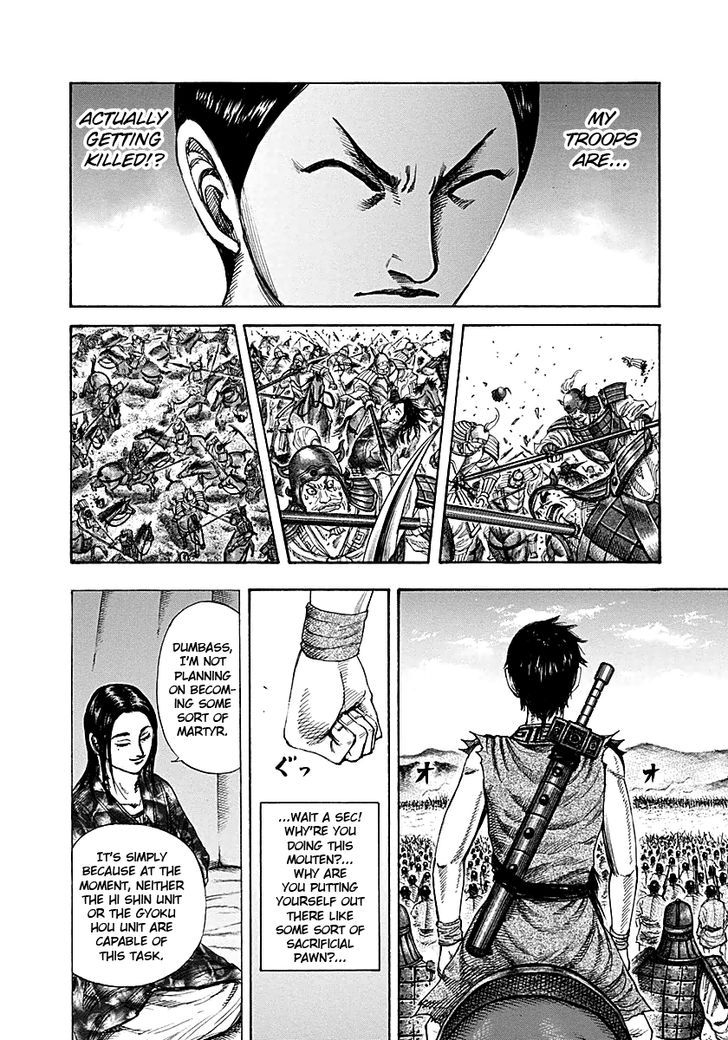 MY
TROOPS
ARE...
ACTUALLY
GETTING
KILLED!?
オ
オ
...WAIT A SEC!
WHY'RE YOU
DOING THIS
MOUTEN?...
WHY ARE
YOU PUTTING
YOURSELF OUT
THERE LIKE
SOME SORT OF
SACRIFICIAL
PAWN?...
ぐっ
DUMBASS,
I'M NOT
PLANNING
ON BECOM-
ING SOME
SORT OF
MARTYR.
IT'S SIMPLY
BECAUSE AT
THE MOMENT,
NEITHER
THE HI SHIN UNIT
OR THE GYOKU
HOU UNIT ARE
CAPABLE OF
THIS TASK.